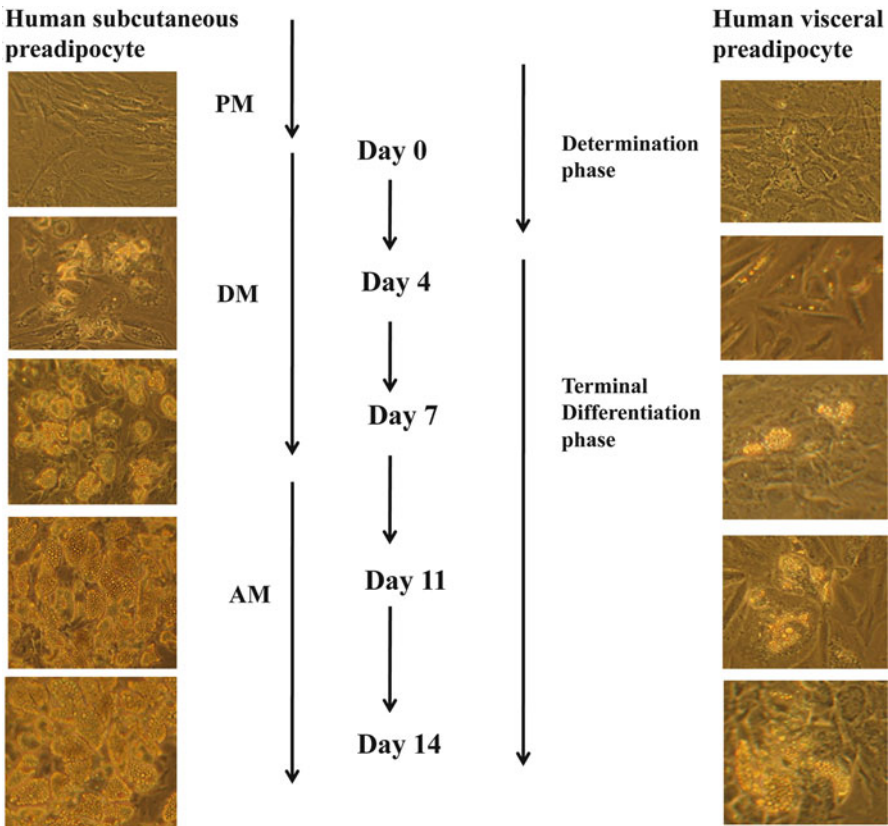 Human subcutaneous
preadipocyte
PM
DM
AM
Day 0
Day 4
Day 7
Day 11
Day 14
Determination
phase
Terminal
Differentiation
phase
Human visceral
preadipocyte